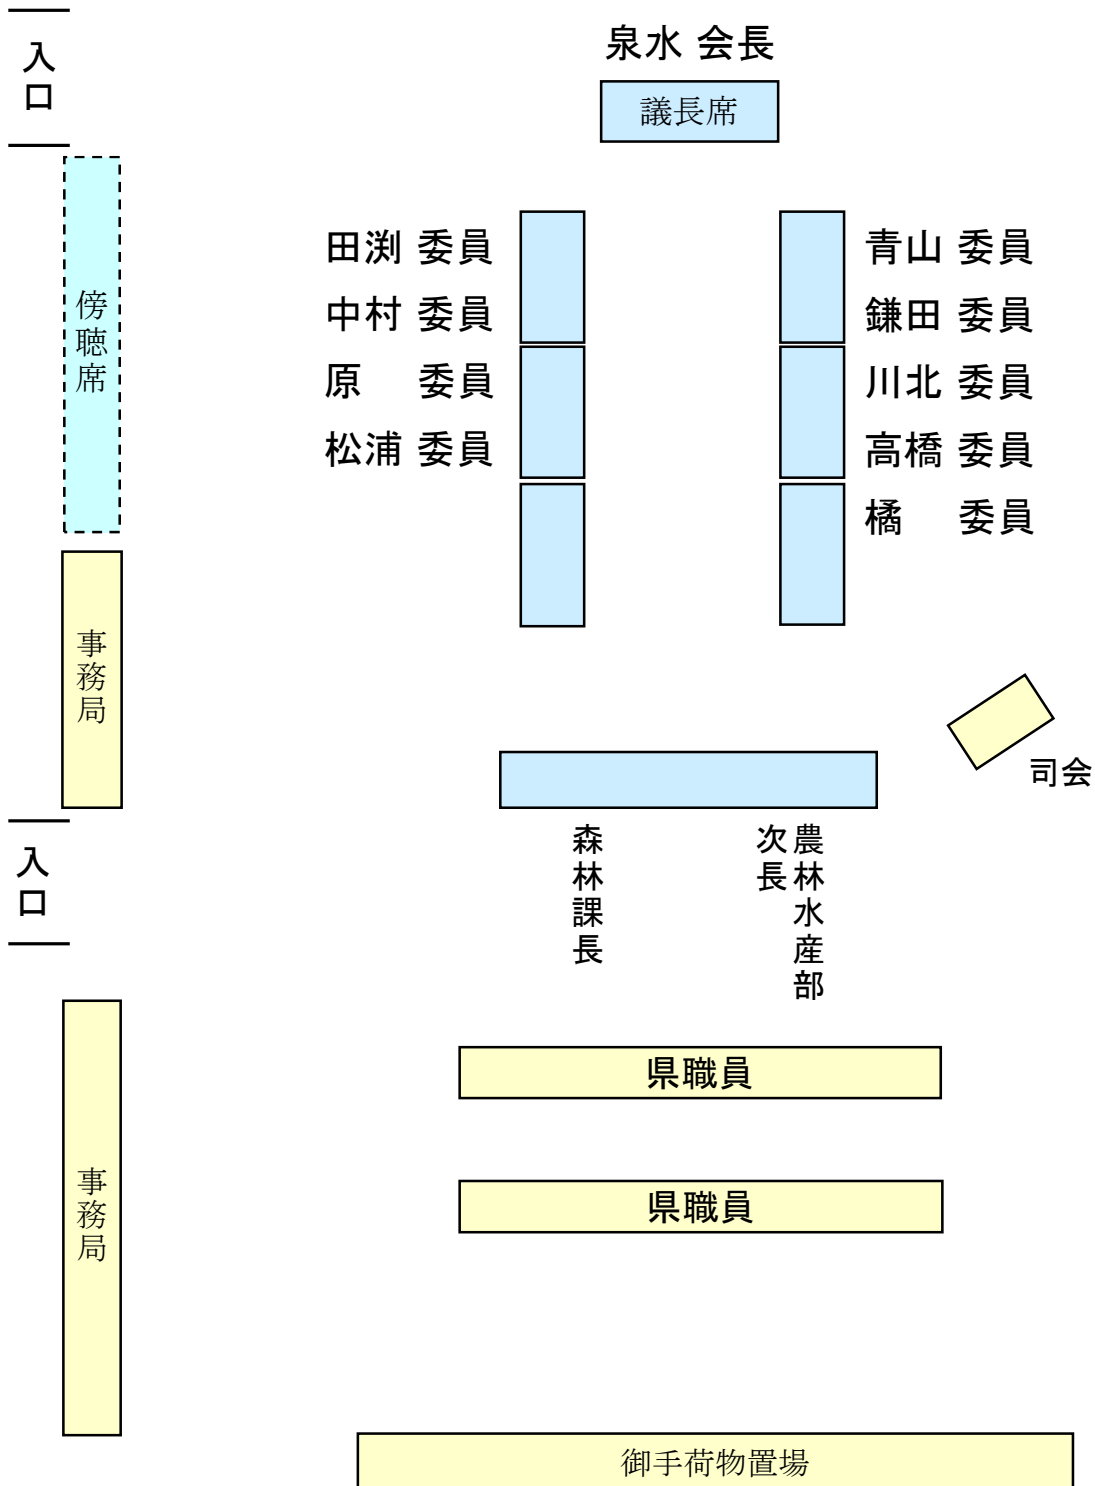 入口
泉水 会長
議長席
傍聴席
田渕 委員
中村 委員
原 委員
松浦 委員
青山 委員
鎌田 委員
川北 委員
高橋 委員
橘 委員
事務局
司会
入口
森林課長
農林水産部
次長
県職員
県職員
事務局
御手荷物置場